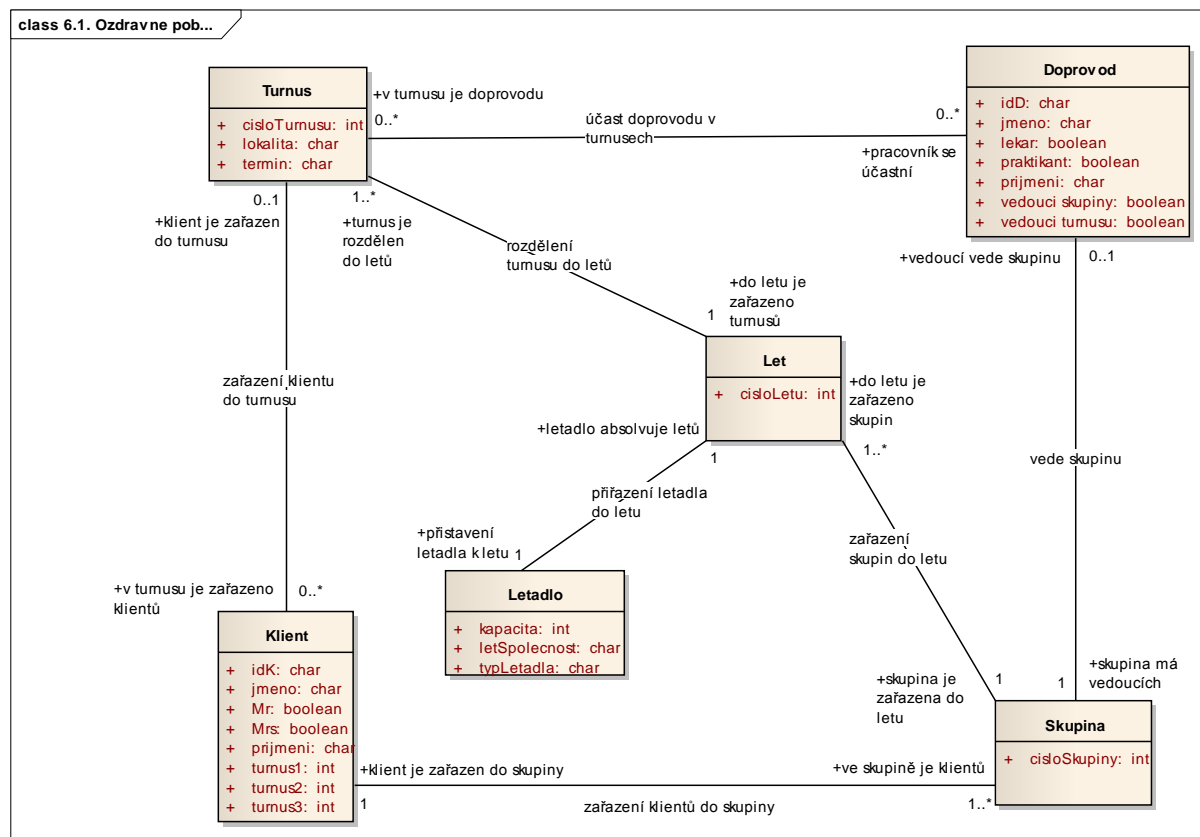 class 6.1. Ozdravne pob...
Turnus
+ cisloTurnusu: int
+ lokalita: char
+ termin: char
+v turnusu je doprovodu
0..*
účast doprovodu v
turnusech
0..*
+pracovník se
účastní
Doprovod
+ idD: char
+ jmeno: char
+ lekar: boolean
+ praktikant: boolean
+ prijmeni: char
+ vedouci skupiny: boolean
+ vedouci turnusu: boolean
0..1
+klient je zařazen
do turnusu
1..*
+turnus je
rozdělen
do letů
rozdělení
turnusu do letů
+do letu je
zařazeno
turnusů
1
+vedoucí vede skupinu
0..1
Let
+ cisloLetu: int
+do letu je
zařazeno
skupin
1..*
zařazení klientu
do turnusu
+letadlo absolvuje letů
1
přiřazení letadla
do letu
vede skupinu
zařazení
skupin do letu
+přistavení
letadla k letu
1
Letadlo
+ kapacita: int
+ letSpolecnost: char
+ typLetadla: char
+v turnusu je zařazeno
klientů
0..*
Klient
+ idK: char
+ jmeno: char
+ Mr: boolean
+ Mrs: boolean
+ prijmeni: char
+ turnus1: int
+ turnus2: int
+ turnus3: int
+skupina je
zařazena do
letu
1
1
+skupina má
vedoucích
Skupina
+ cisloSkupiny: int
+klient je zařazen do skupiny
1
zařazení klientů do skupiny
+ve skupině je klientů
1..*